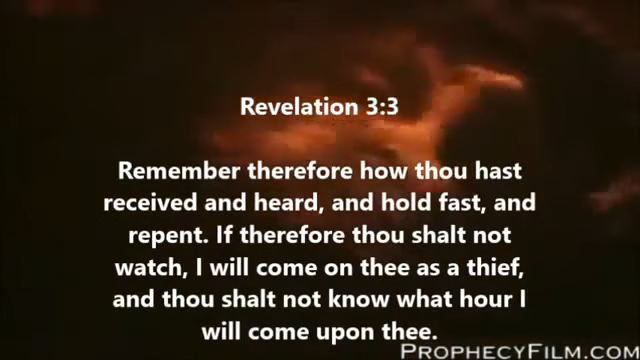 Revelation 3:3
Remember therefore how thou hast
received and heard, and hold fast, and
repent. If therefore thou shalt not
watch, I will come on thee as a thief,
and thou shalt not know what hour I
will come upon thee.
PROPHECYFILM.COM